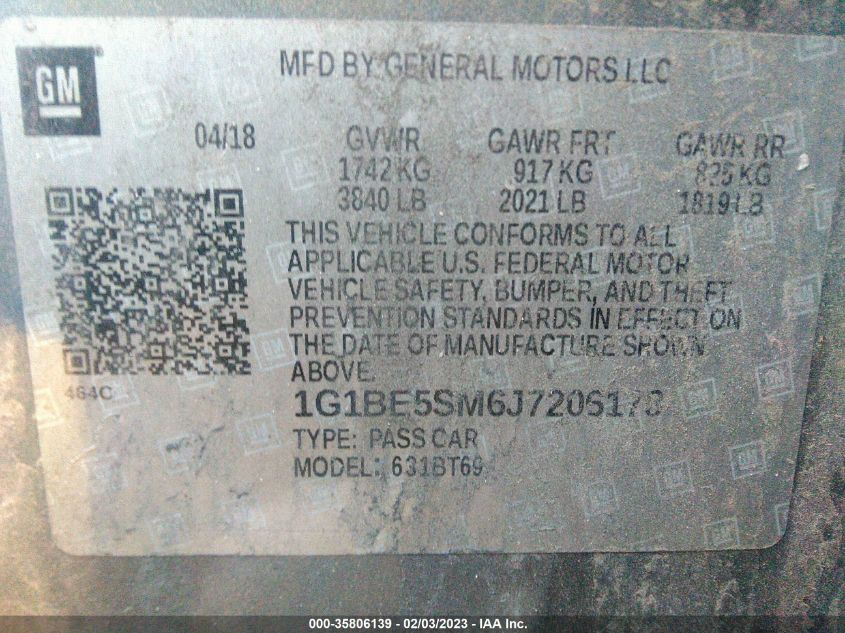 GM
MFD BY GENERAL MOTORS LLC
04/18 GVWR GAWR FRT GAWR RR
1742 KG 917 KG 825 KG
3840 LB 2021 LB 1819 LB
THIS VEHICLE CONFORMS TO ALL
APPLICABLE U.S. FEDERAL MOTOR
VEHICLE SAFETY, BUMPER, AND THEFT
PREVENTION STANDARDS IN EFFECT ON
THE DATE OF MANUFACTURE SHOWN
ABOVE.
464C
TYPE: PASS CAR
MODEL: 631BT69
000-35806139 - 02/03/2023 - IAA Inc.